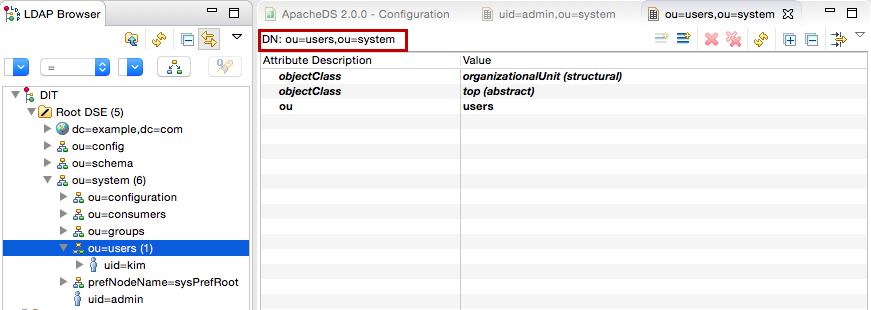 LDAP Browser
=
DIT
Root DSE (5)
dc=example,dc=com
ou=config
ou=schema
ou=system (6)
ou=configuration
ou=consumers
ou=groups
ou=users (1)
uid=kim
prefNodeName=sysPrefRoot
uid=admin
ApacheDS 2.0.0 - Configuration
uid=admin,ou=system
ou=users,ou=system
DN: ou=users,ou=system
Attribute Description Value
objectClass organizationalUnit (structural)
objectClass top (abstract)
ou users